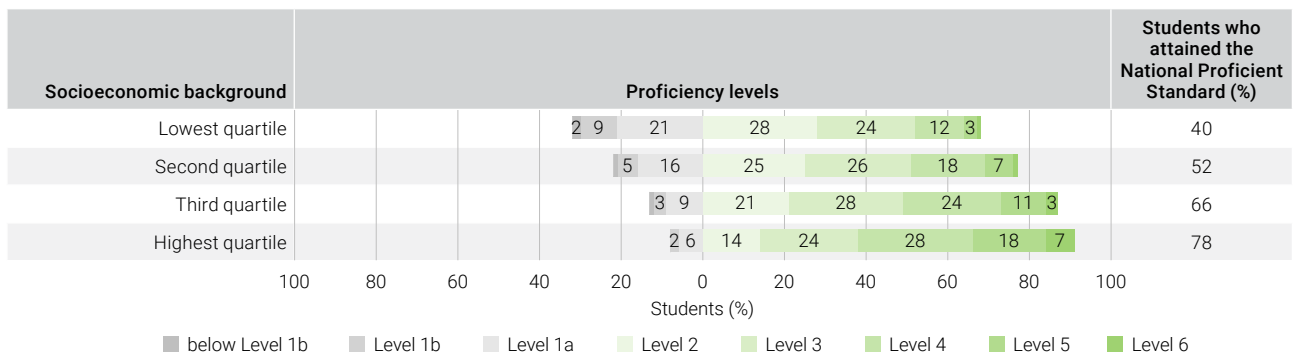 Socioeconomic background
Proficiency levels
Students who
attained the
National Proficient
Standard (%)
Lowest quartile 2 9 21 28 24 12 3 40
Second quartile 5 16 25 26 18 7 52
Third quartile 3 9 21 28 24 11 3 66
Highest quartile 2 6 14 24 28 18 7 78
100 80 60 40 20 0 20 40 60 80 100
Students (%)
below Level 1b Level 1b Level 1a Level 2 Level 3 Level 4 Level 5 Level 6